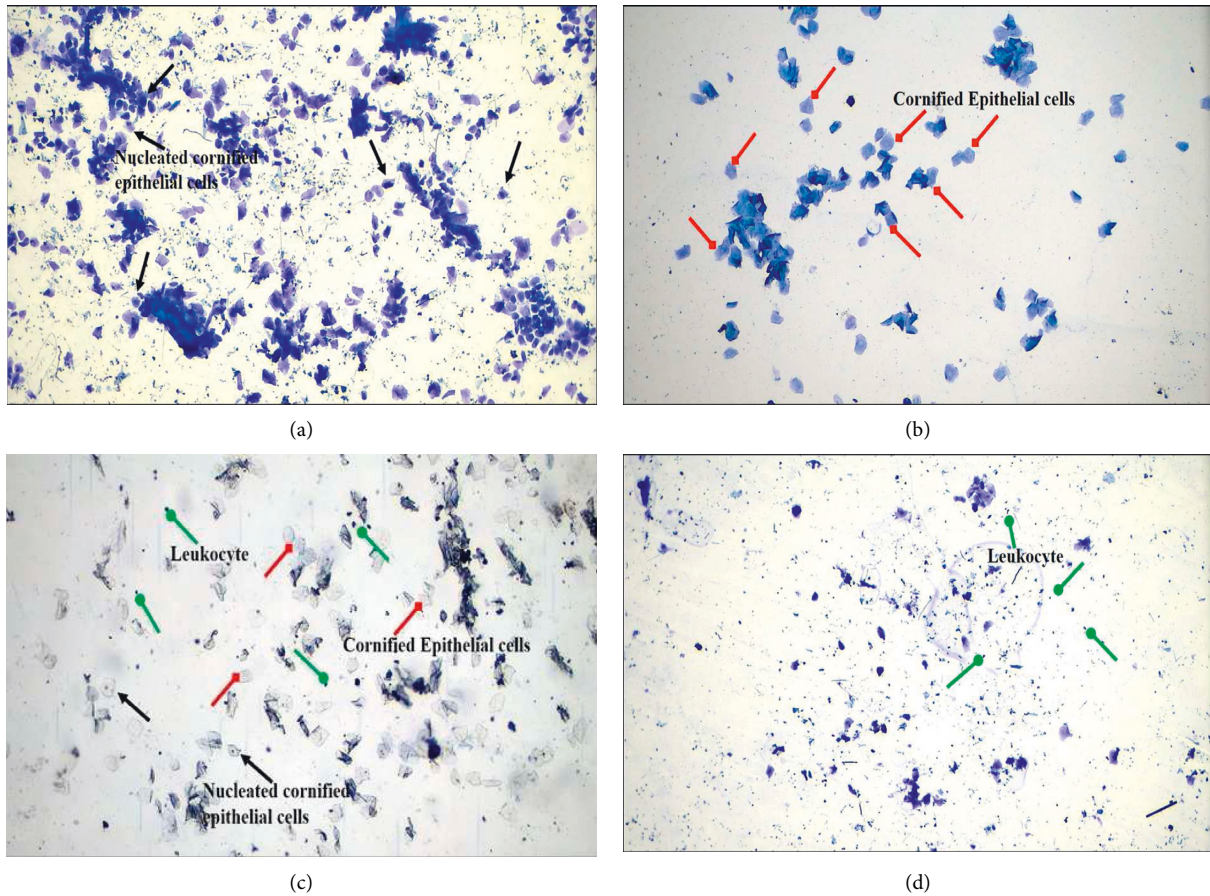 Nucleated cornified
epithelial cells
(a)
Cornified Epithelial cells
(b)
Leukocyte
Cornified Epithelial cells
Nucleated cornified
epithelial cells
(c)
Leukocyte
(d)